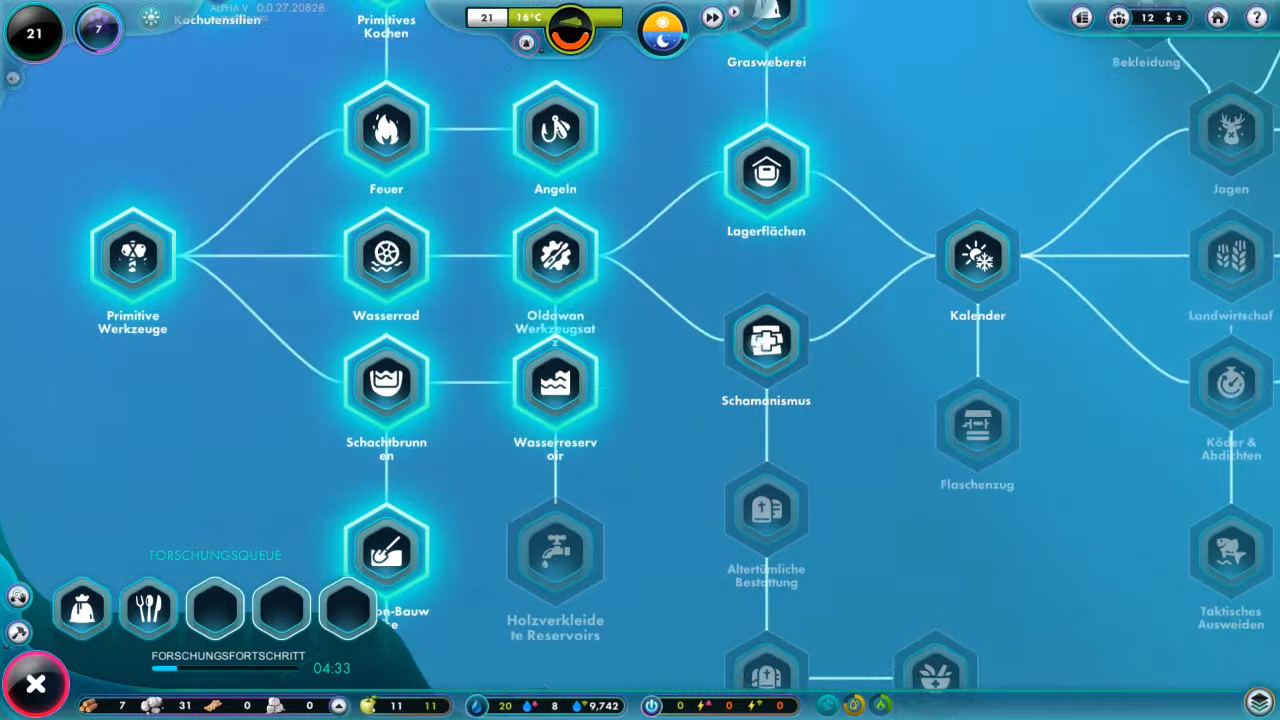 21
7
Kochutensilien
ALPHA V 0.0.27.20828
Primitives
Kochen
21 16°C
12 2
Grasweberei
Bekleidung
Feuer
Angeln
Lagerflächen
Jagen
Primitive
Werkzeuge
Wasserrad
Oldowan
Werkzeugsat
z
Kalender
Landwirtschaf
t
Schamanismus
Schachtbrunn
en
Wasserreserv
oir
Flaschenzug
Köder &
Abdichten
FORSCHUNGSQUEUE
Altertümliche
Bestattung
on-Bauw
Holzverkleide
te Reservoirs
Taktisches
Ausweiden
FORSCHUNGSFORTSCHRITT
04:33
7 31 0 0 11 11 20 8 9,742 0 0 0